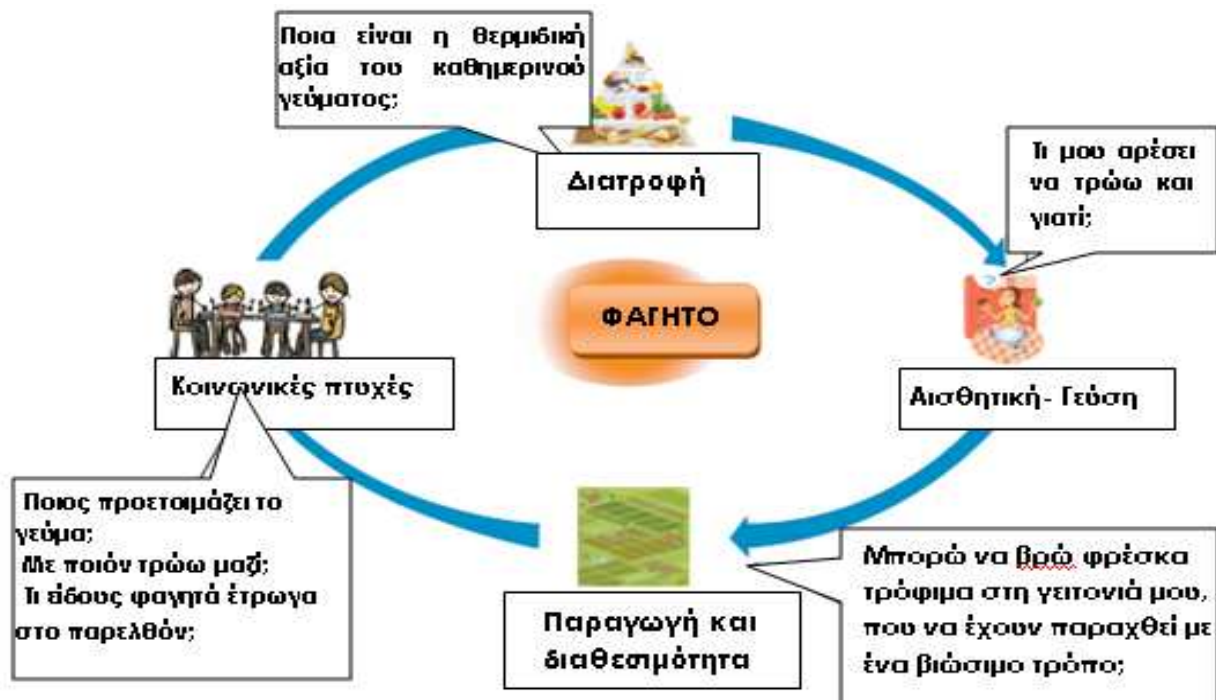 Ποια είναι η θερμιδική
αξία του καθημερινού
γεύματος;
Διατροφή
Τι μου αρέσει
να τρώω και
γιατί;
ΦΑΓΗΤΟ
Κοινωνικές πτυχές
Αισθητική - Γεύση
Ποιος προετοιμάζει το
γεύμα;
Με ποιόν τρώω μαζί;
Τι είδους φαγητά έτρωγα
στο παρελθόν;
Παραγωγή και
διαθεσιμότητα
Μπορώ να βρώ φρέσκα
τρόφιμα στη γειτονιά μου,
που να έχουν παραχθεί με
ένα βιώσιμο τρόπο;